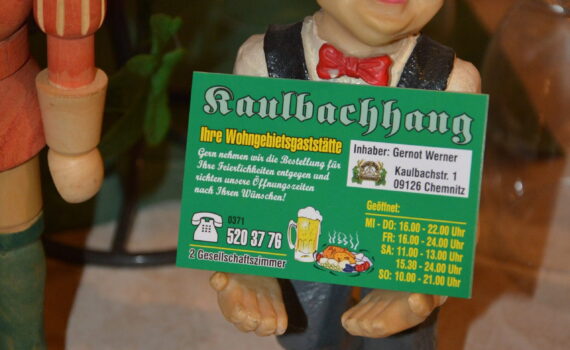 Kaulbachhang
Ihre Wohngebietsgaststätte
Gern nehmen wir die Bestellung für
Ihre Feierlichkeiten entgegen und
richten unsere Öffnungszeiten
nach Ihren Wünschen!
Inhaber: Gernot Werner
Kaulbachstr. 1
09126 Chemnitz
0371
520 37 76
2 Gesellschaftszimmer
Geöffnet:
MI - DO: 16.00 - 22.00 Uhr
FR: 16.00 - 24.00 Uhr
SA: 11.00 - 13.00 Uhr
15.30 - 24.00 Uhr
SO: 10.00 - 21.00 Uhr